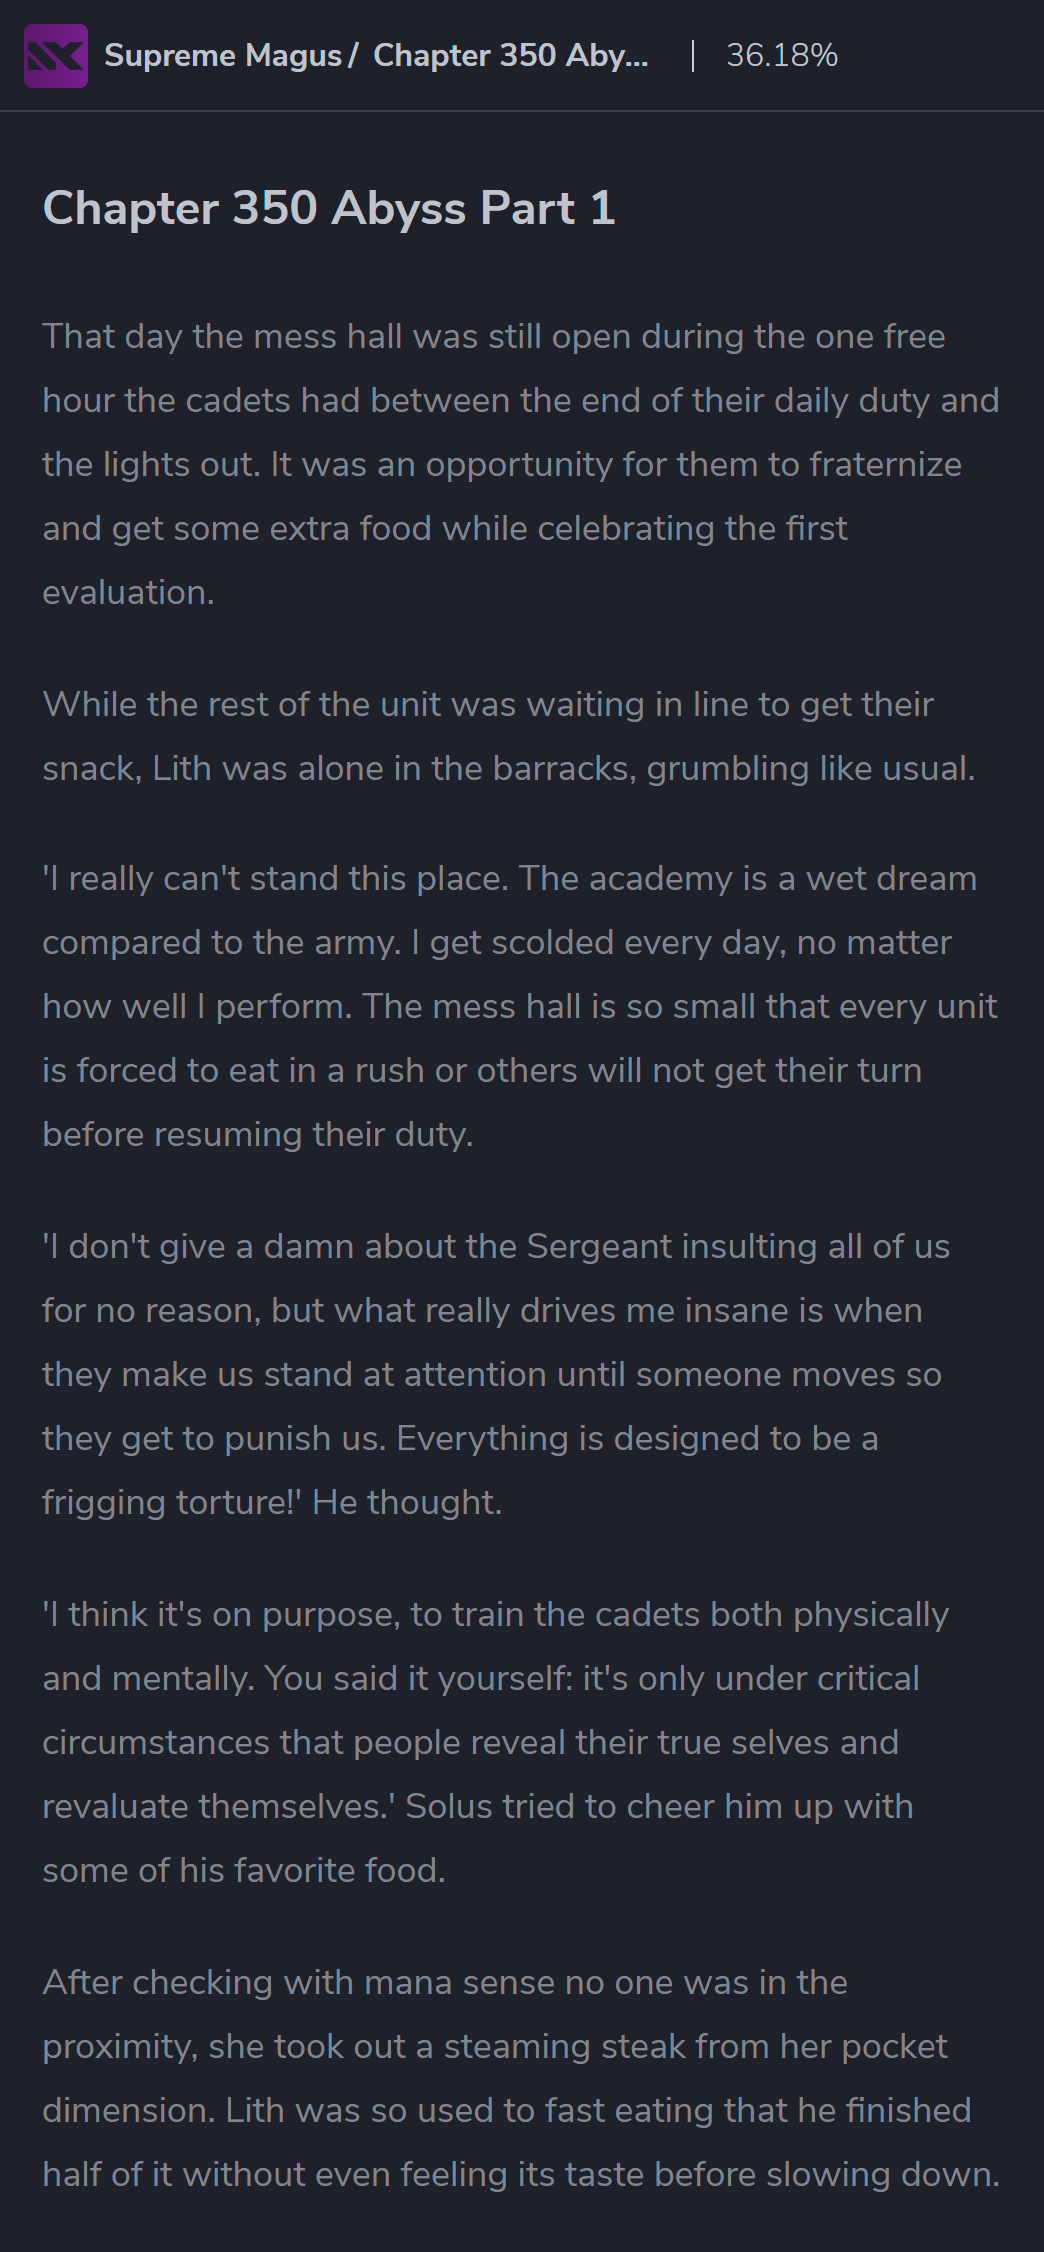 Supreme Magus / Chapter 350 Aby... | 36.18%
Chapter 350 Abyss Part 1
That day the mess hall was still open during the one free
hour the cadets had between the end of their daily duty and
the lights out. It was an opportunity for them to fraternize
and get some extra food while celebrating the first
evaluation.
While the rest of the unit was waiting in line to get their
snack, Lith was alone in the barracks, grumbling like usual.
'I really can't stand this place. The academy is a wet dream
compared to the army. I get scolded every day, no matter
how well I perform. The mess hall is so small that every unit
is forced to eat in a rush or others will not get their turn
before resuming their duty.
'I don't give a damn about the Sergeant insulting all of us
for no reason, but what really drives me insane is when
they make us stand at attention until someone moves so
they get to punish us. Everything is designed to be a
frigging torture!' He thought.
'I think it's on purpose, to train the cadets both physically
and mentally. You said it yourself: it's only under critical
circumstances that people reveal their true selves and
revaluate themselves.' Solus tried to cheer him up with
some of his favorite food.
After checking with mana sense no one was in the
proximity, she took out a steaming steak from her pocket
dimension. Lith was so used to fast eating that he finished
half of it without even feeling its taste before slowing down.